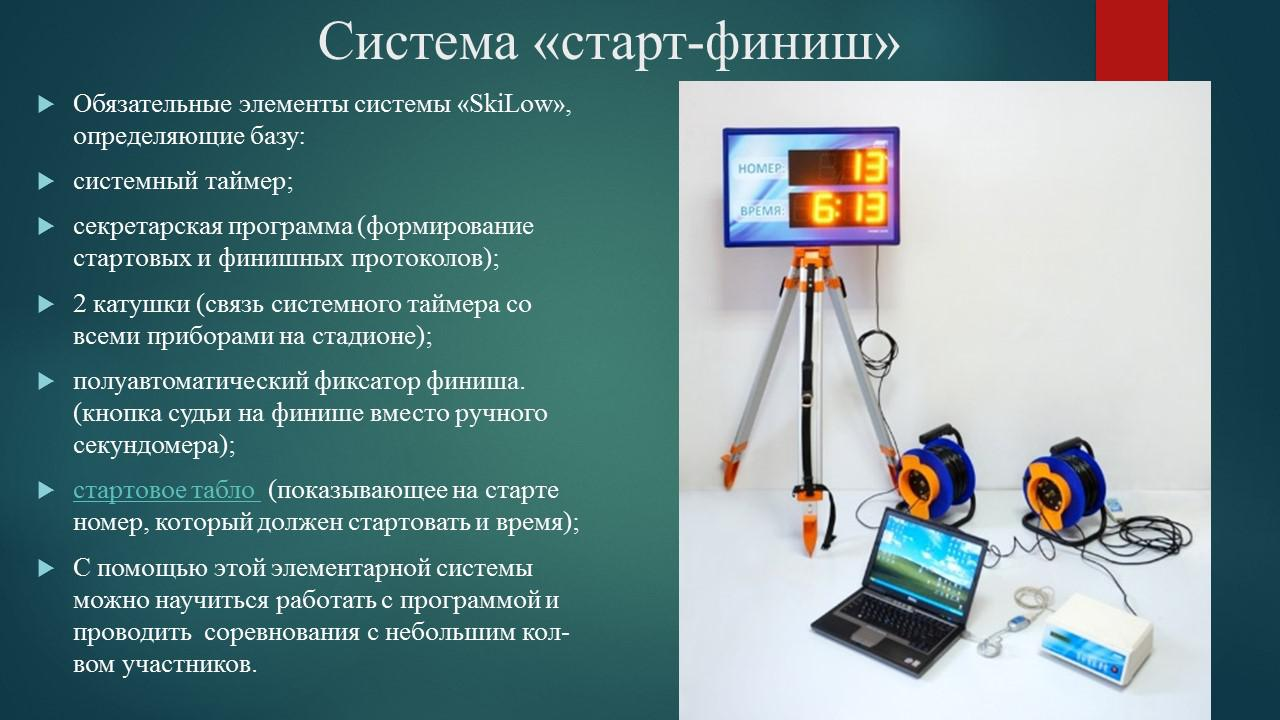 Система «старт-финиш»
Обязательные элементы системы «SkiLow»,
определяющие базу:
системный таймер;
секретарская программа (формирование
стартовых и финишных протоколов);
2 катушки (связь системного таймера со
всеми приборами на стадионе);
полуавтоматический фиксатор финиша.
(кнопка судьи на финише вместо ручного
секундомера);
стартовое табло (показывающее на старте
номер, который должен стартовать и время);
С помощью этой элементарной системы
можно научиться работать с программой и
проводить соревнования с небольшим кол-
вом участников.
НОМЕР: 13
ВРЕМЯ: 6:13